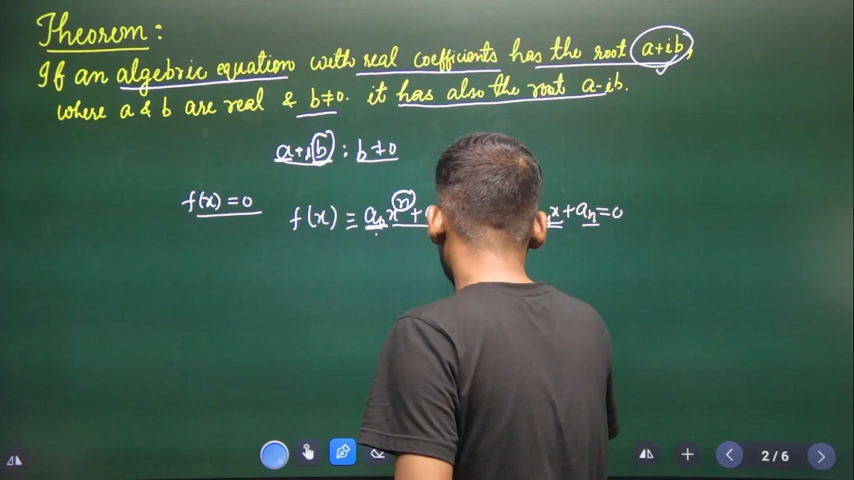 Theorem:
If an algebric equation with real coefficients has the root a+ib,
where a & b are real & b≠0. it has also the root a-ib.
a+ib : b≠0
f(x)=0 f(x) ≡ a₀xⁿ+ x+aₙ=0
2/6